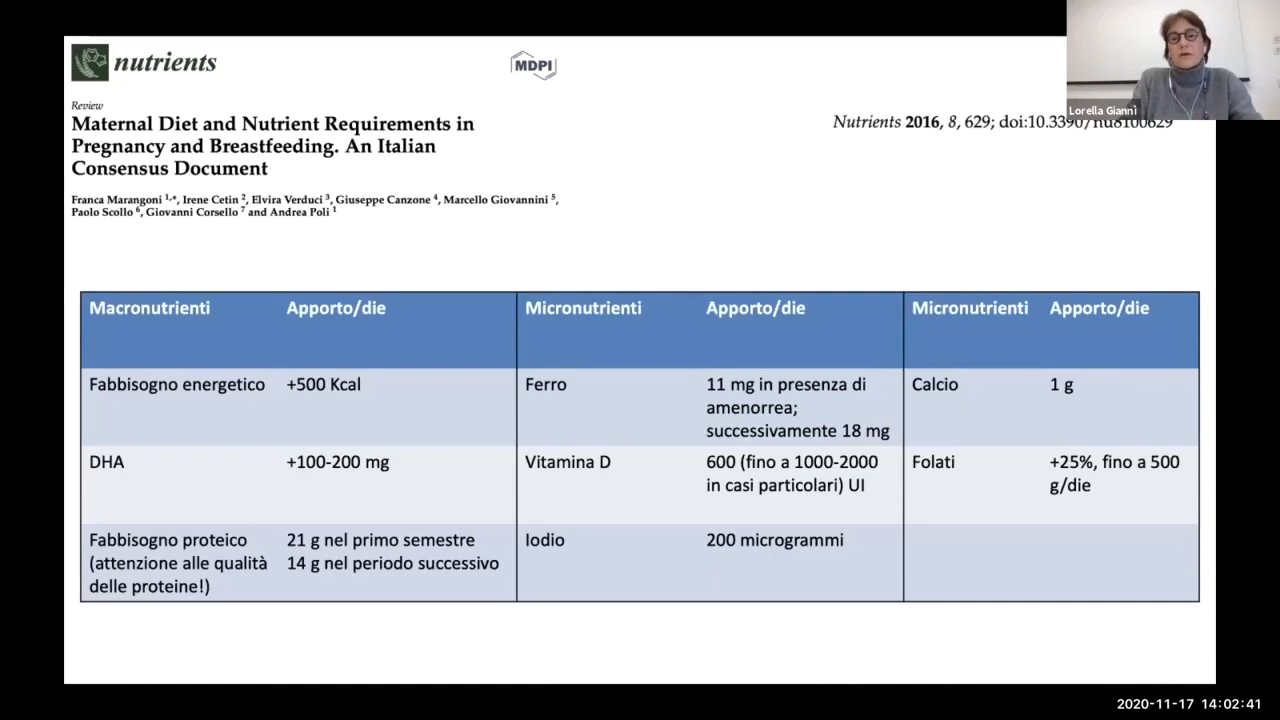 nutrients
MDPI
Lorella Giannì
Review
Maternal Diet and Nutrient Requirements in
Pregnancy and Breastfeeding. An Italian
Consensus Document
Nutrients 2016, 8, 629; doi:10.3390/nu8100629
Franca Marangoni 1,*, Irene Cetin 2, Elvira Verduci 3, Giuseppe Canzone 4, Marcello Giovannini 5,
Paolo Scollo 6, Giovanni Corsello 7 and Andrea Poli 1
Macronutrienti Apporto/die Micronutrienti Apporto/die Micronutrienti Apporto/die
Fabbisogno energetico +500 Kcal
Ferro
11 mg in presenza di
amenorrea;
successivamente 18 mg
Calcio 1 g
DHA +100-200 mg
Vitamina D
600 (fino a 1000-2000
in casi particolari) UI
Folati
+25%, fino a 500
g/die
Fabbisogno proteico
(attenzione alle qualità
delle proteine!)
21 g nel primo semestre
14 g nel periodo successivo
Iodio 200 microgrammi
2020-11-17 14:02:41